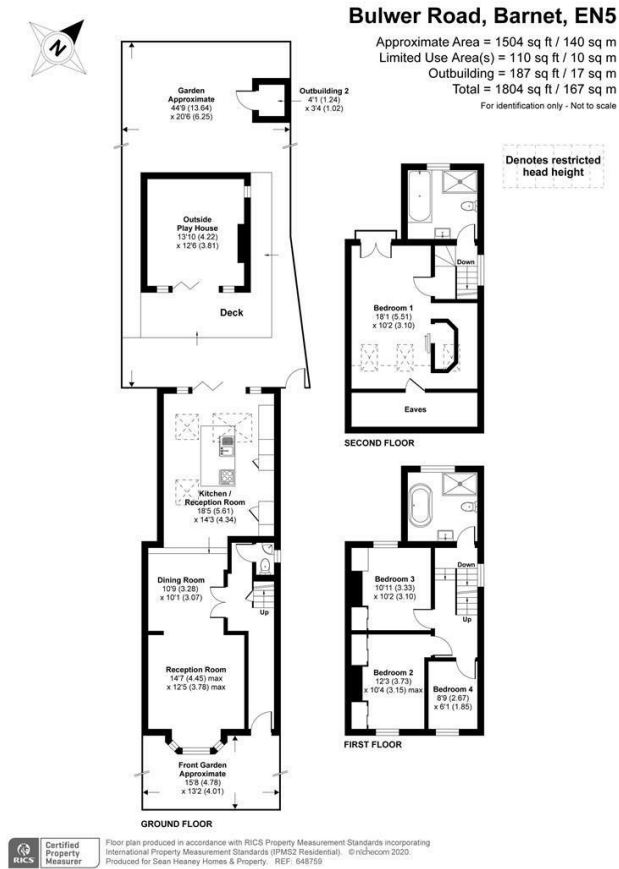 Bulwer Road, Barnet, EN5
Approximate Area = 1504 sq ft / 140 sq m
Limited Use Area(s) = 110 sq ft / 10 sq m
Outbuilding = 187 sq ft / 17 sq m
Total = 1804 sq ft / 167 sq m
For identification only - Not to scale
N
Garden
Approximate
44'9 (13.64)
x 20'6 (6.25)
Outbuilding 2
4'1 (1.24)
x 3'4 (1.02)
Denotes restricted
head height
Outside
Play House
13'10 (4.22)
x 12'6 (3.81)
Deck
Down
Bedroom 1
18'1 (5.51)
x 10'2 (3.10)
Eaves
SECOND FLOOR
Kitchen /
Reception Room
18'5 (5.61)
x 14'3 (4.34)
Dining Room
10'9 (3.28)
x 10'1 (3.07)
Up
Reception Room
14'7 (4.45) max
x 12'5 (3.78) max
Front Garden
Approximate
15'8 (4.78)
x 13'2 (4.01)
GROUND FLOOR
Down
Bedroom 3
10'11 (3.33)
x 10'2 (3.10)
Up
Bedroom 2
12'3 (3.73)
x 10'4 (3.15) max
Bedroom 4
8'9 (2.67)
x 6'1 (1.85)
FIRST FLOOR
RICS
Certified
Property
Measurer
Floor plan produced in accordance with RICS Property Measurement Standards incorporating
International Property Measurement Standards (IPMS2 Residential). © nichecom 2020.
Produced for Sean Heaney Homes & Property. REF: 648759